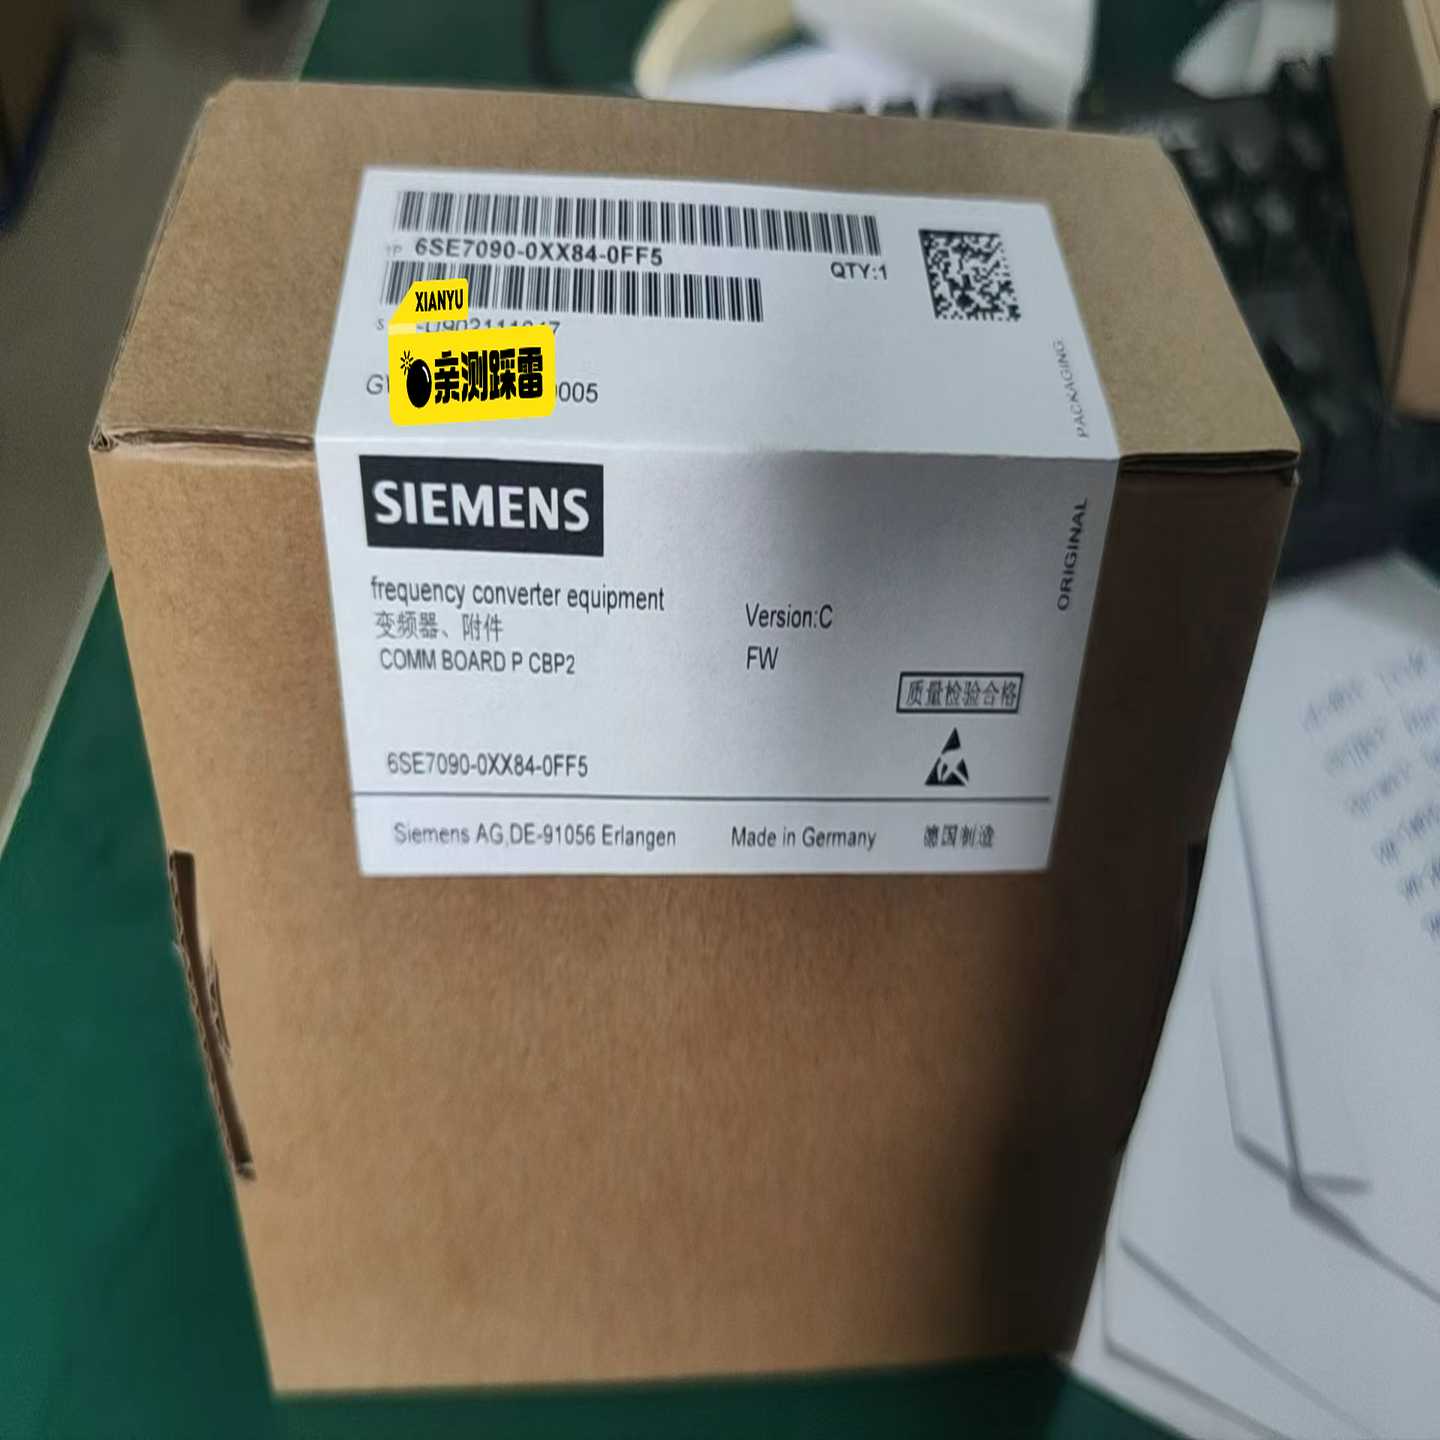 1P 6SE7090-0XX84-0FF5
QTY:1
XIANYU
S
亲测踩雷
0005
PACKAGING
SIEMENS
ORIGINAL
frequency converter equipment
变频器、附件
COMM BOARD P CBP2
Version:C
FW
质量检验合格
6SE7090-0XX84-0FF5
Siemens AG,DE-91056 Erlangen
Made in Germany
德国制造